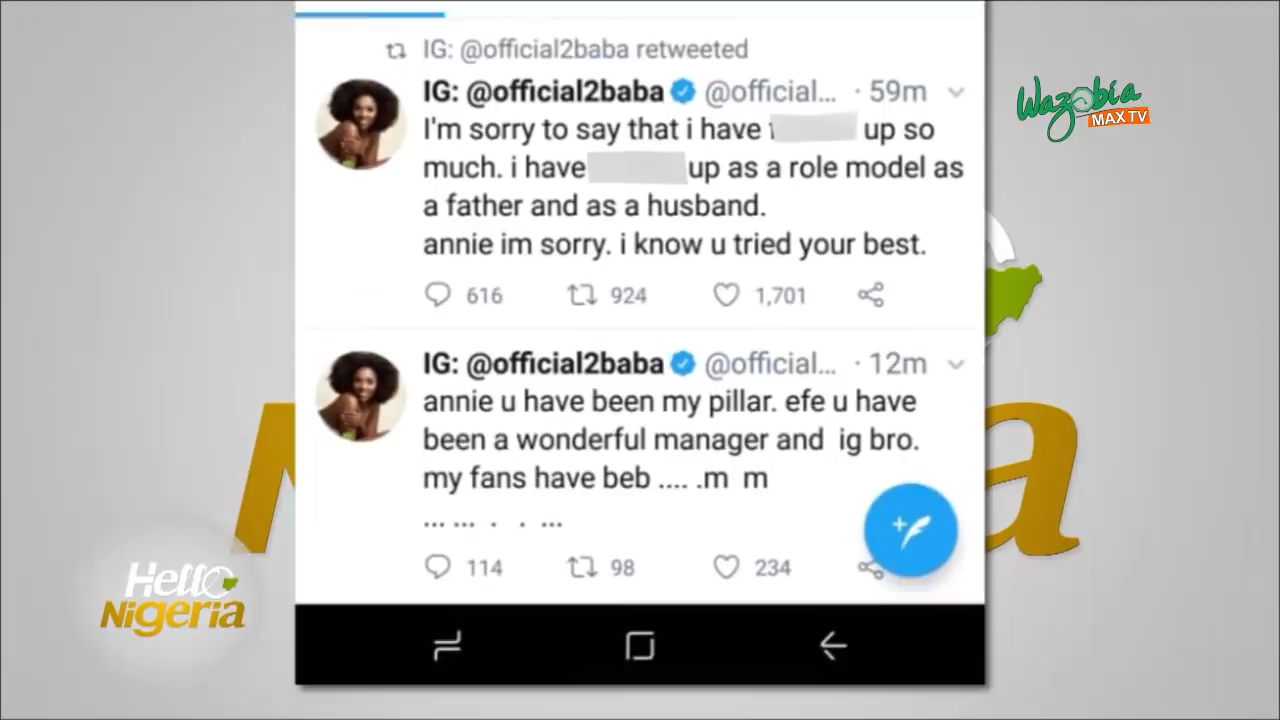 IG: @official2baba retweeted
IG: @official2baba @official... · 59m
I'm sorry to say that i have up so
much. i have up as a role model as
a father and as a husband.
annie im sorry. i know u tried your best.
616 924 1,701
IG: @official2baba @official... · 12m
annie u have been my pillar. efe u have
been a wonderful manager and ig bro.
my fans have beb .... .m m
... ... . . ...
114 98 234
Wazobia
MAX TV
Hello
Nigeria